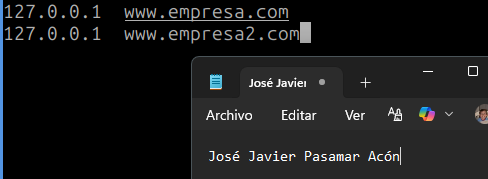 127.0.0.1  www.empresa.com
127.0.0.1  www.empresa2.com
José Javier
Archivo Editar Ver
José Javier Pasamar Acón